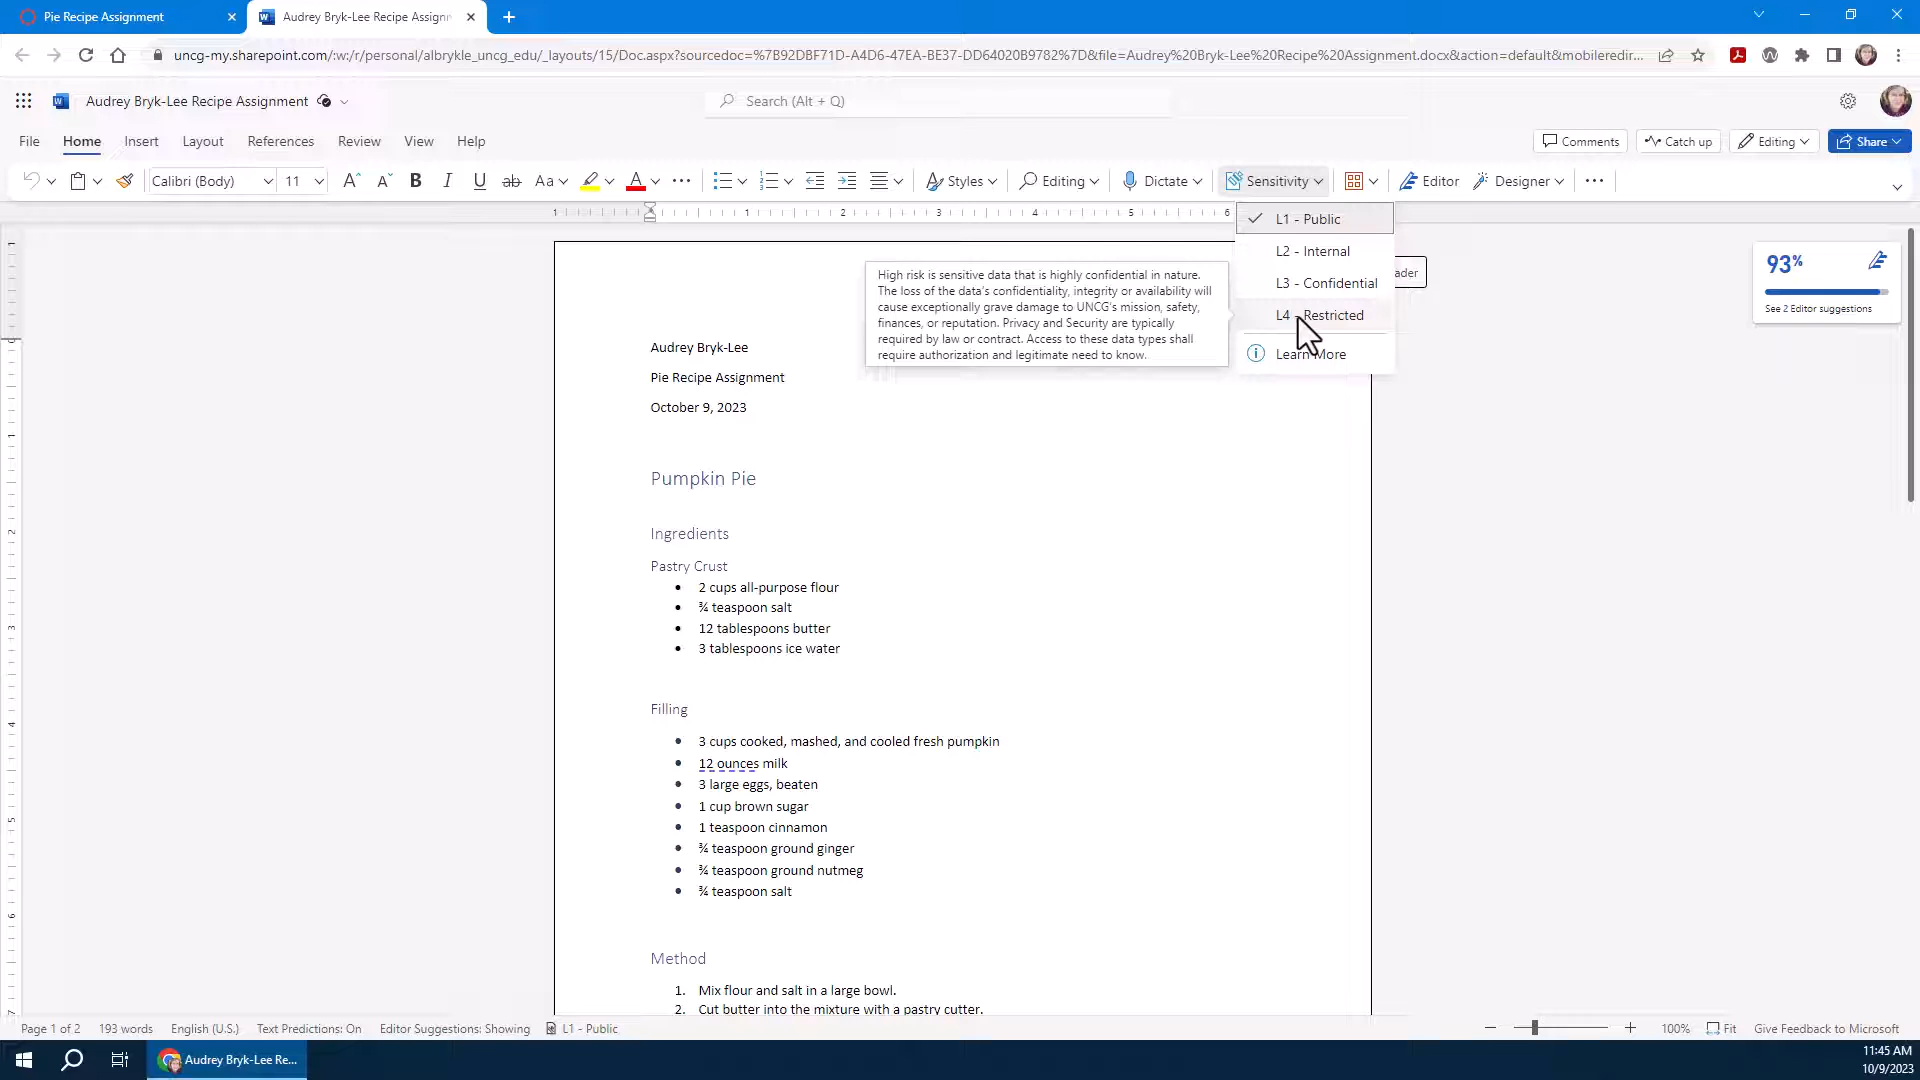 Pie Recipe Assignment
Audrey Bryk-Lee Recipe Assignm
uncg-my.sharepoint.com/:w:/r/personal/albrykle_uncg_edu/_layouts/15/Doc.aspx?sourcedoc=%7B92DBF71D-A4D6-47EA-BE37-DD64020B9782%7D&file=Audrey%20Bryk-Lee%20Recipe%20Assignment.docx&action=default&mobileredir...
Audrey Bryk-Lee Recipe Assignment
Search (Alt + Q)
File Home Insert Layout References Review View Help
Comments Catch up Editing Share
Calibri (Body) 11 A A B I U ab Aa A Styles Editing Dictate Sensitivity Editor Designer
1 1 2 3 4 5 6
L1 - Public
L2 - Internal
L3 - Confidential
L4 - Restricted
Learn More
High risk is sensitive data that is highly confidential in nature.
The loss of the data's confidentiality, integrity or availability will
cause exceptionally grave damage to UNCG's mission, safety,
finances, or reputation. Privacy and Security are typically
required by law or contract. Access to these data types shall
require authorization and legitimate need to know.
ader
93%
See 2 Editor suggestions
Audrey Bryk-Lee
Pie Recipe Assignment
October 9, 2023
Pumpkin Pie
Ingredients
Pastry Crust
• 2 cups all-purpose flour
• ¾ teaspoon salt
• 12 tablespoons butter
• 3 tablespoons ice water
Filling
• 3 cups cooked, mashed, and cooled fresh pumpkin
• 12 ounces milk
• 3 large eggs, beaten
• 1 cup brown sugar
• 1 teaspoon cinnamon
• ¾ teaspoon ground ginger
• ¾ teaspoon ground nutmeg
• ¾ teaspoon salt
Method
1. Mix flour and salt in a large bowl.
2. Cut butter into the mixture with a pastry cutter.
Page 1 of 2 193 words English (U.S.) Text Predictions: On Editor Suggestions: Showing L1 - Public
100% Fit Give Feedback to Microsoft
Audrey Bryk-Lee Re...
11:45 AM
10/9/2023